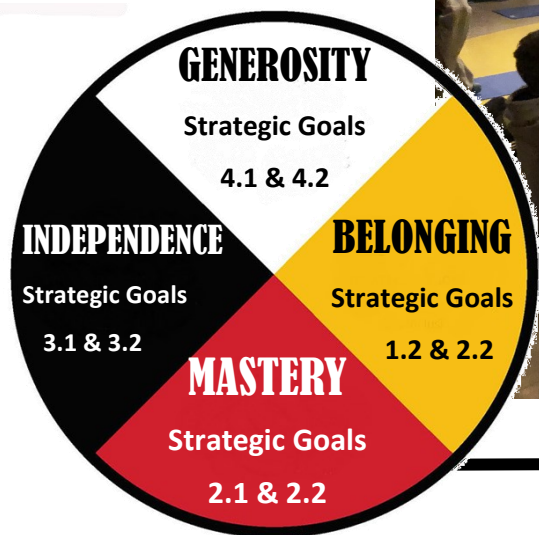 GENEROSITY
Strategic Goals
4.1 & 4.2
BELONGING
Strategic Goals
1.2 & 2.2
MASTERY
Strategic Goals
2.1 & 2.2
INDEPENDENCE
Strategic Goals
3.1 & 3.2